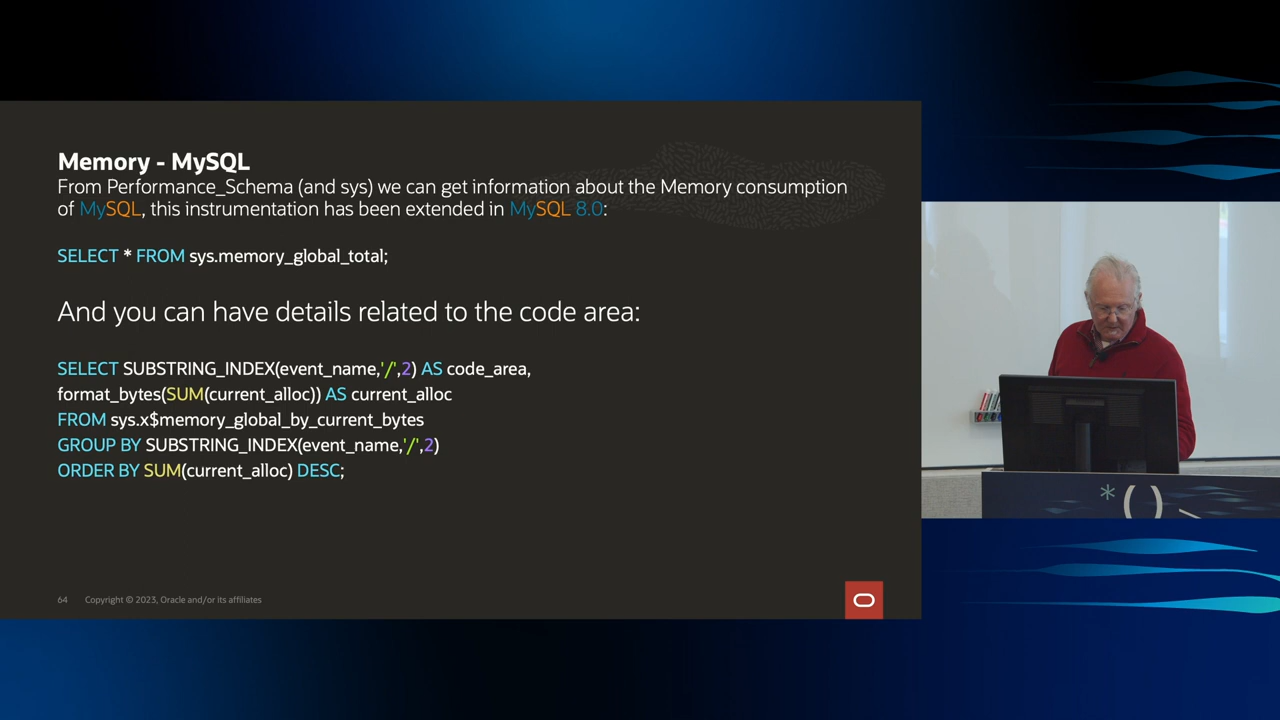 Memory - MySQL
From Performance_Schema (and sys) we can get information about the Memory consumption
of MySQL, this instrumentation has been extended in MySQL 8.0:
SELECT * FROM sys.memory_global_total;
And you can have details related to the code area:
SELECT SUBSTRING_INDEX(event_name,'/',2) AS code_area,
format_bytes(SUM(current_alloc)) AS current_alloc
FROM sys.x$memory_global_by_current_bytes
GROUP BY SUBSTRING_INDEX(event_name,'/',2)
ORDER BY SUM(current_alloc) DESC;
64 Copyright © 2023, Oracle and/or its affiliates
*()~